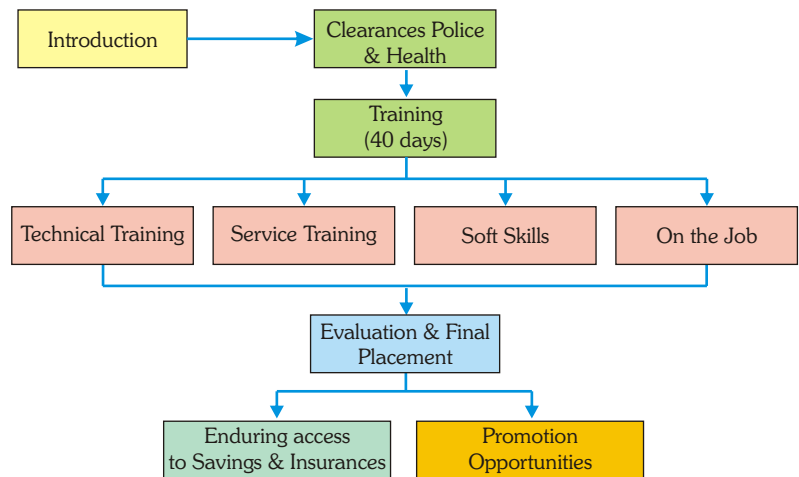 Introduction
Clearances Police
& Health
Training
(40 days)
Technical Training
Service Training
Soft Skills
On the Job
Evaluation & Final
Placement
Enduring access
to Savings & Insurances
Promotion
Opportunities